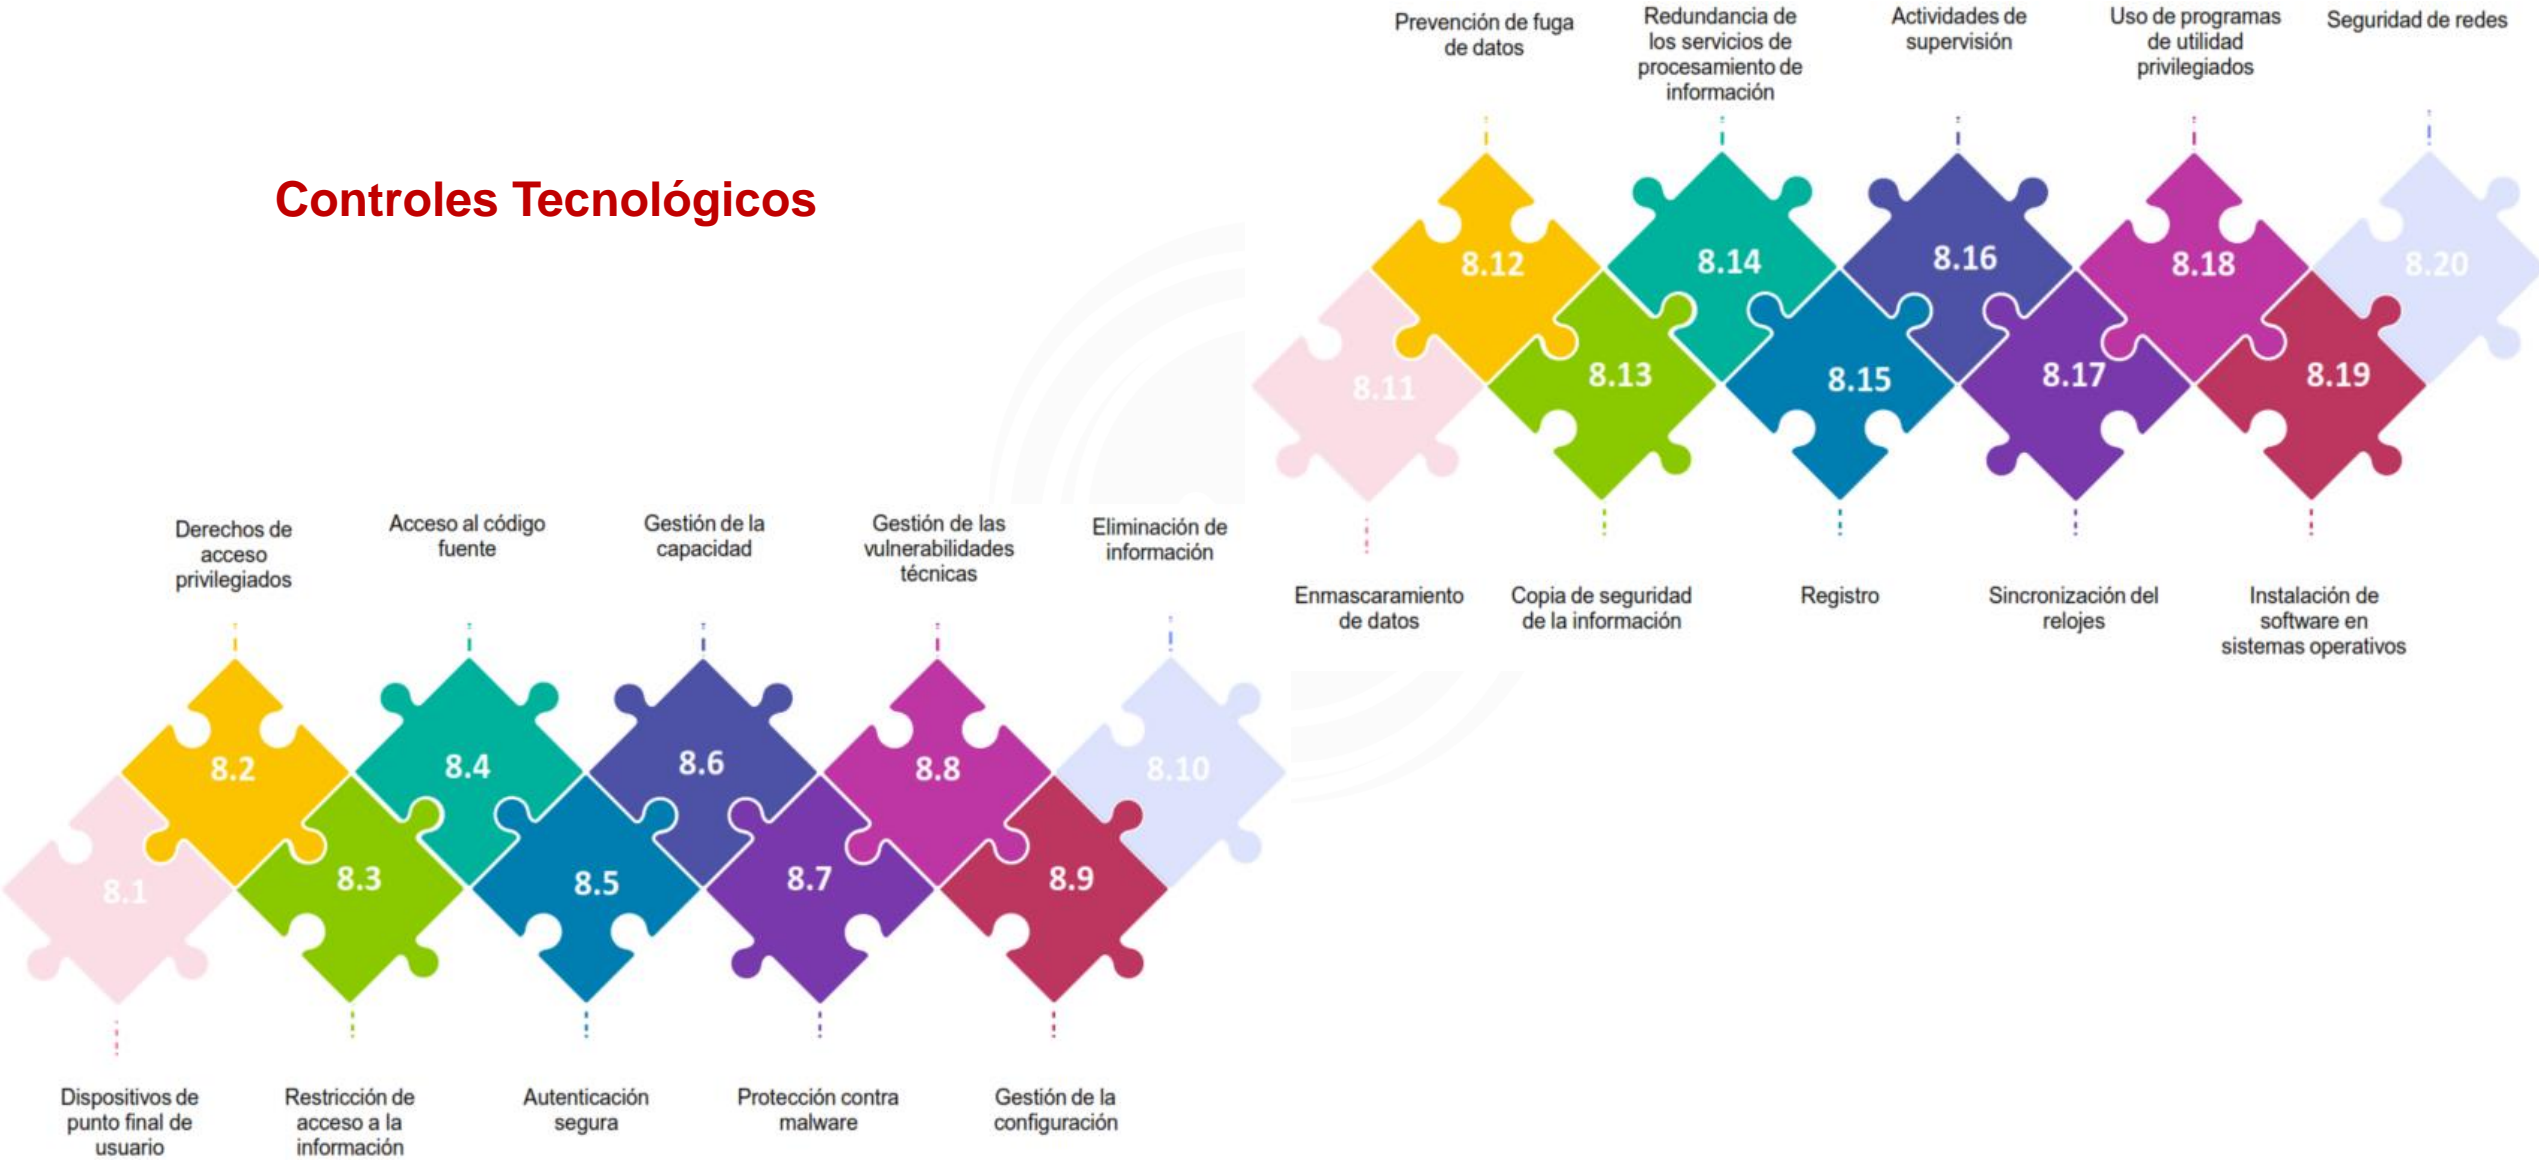 Controles Tecnológicos
Derechos de
acceso
privilegiados
Acceso al código
fuente
Gestión de la
capacidad
Gestión de las
vulnerabilidades
técnicas
Eliminación de
información
8.1
8.2
8.3
8.4
8.5
8.6
8.7
8.8
8.9
8.10
Dispositivos de
punto final de
usuario
Restricción de
acceso a la
información
Autenticación
segura
Protección contra
malware
Gestión de la
configuración
Prevención de fuga
de datos
Redundancia de
los servicios de
procesamiento de
información
Actividades de
supervisión
Uso de programas
de utilidad
privilegiados
Seguridad de redes
8.11
8.12
8.13
8.14
8.15
8.16
8.17
8.18
8.19
8.20
Enmascaramiento
de datos
Copia de seguridad
de la información
Registro
Sincronización del
relojes
Instalación de
software en
sistemas operativos